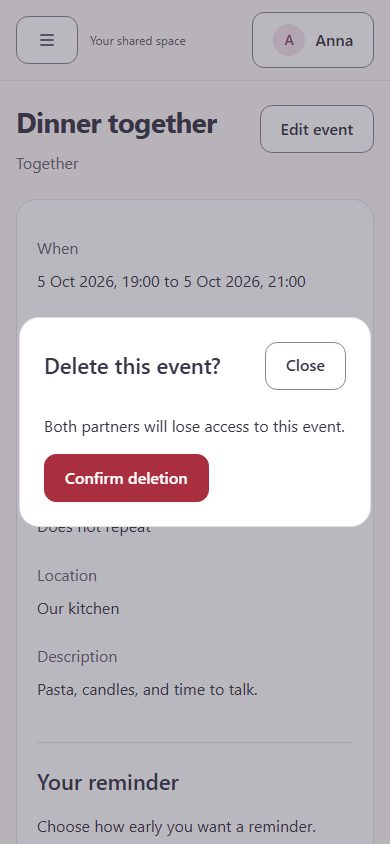 Your shared space
A Anna
Dinner together
Edit event
Together
When
5 Oct 2026, 19:00 to 5 Oct 2026, 21:00
Delete this event?
Close
Both partners will lose access to this event.
Confirm deletion
Does not repeat
Location
Our kitchen
Description
Pasta, candles, and time to talk.
Your reminder
Choose how early you want a reminder.